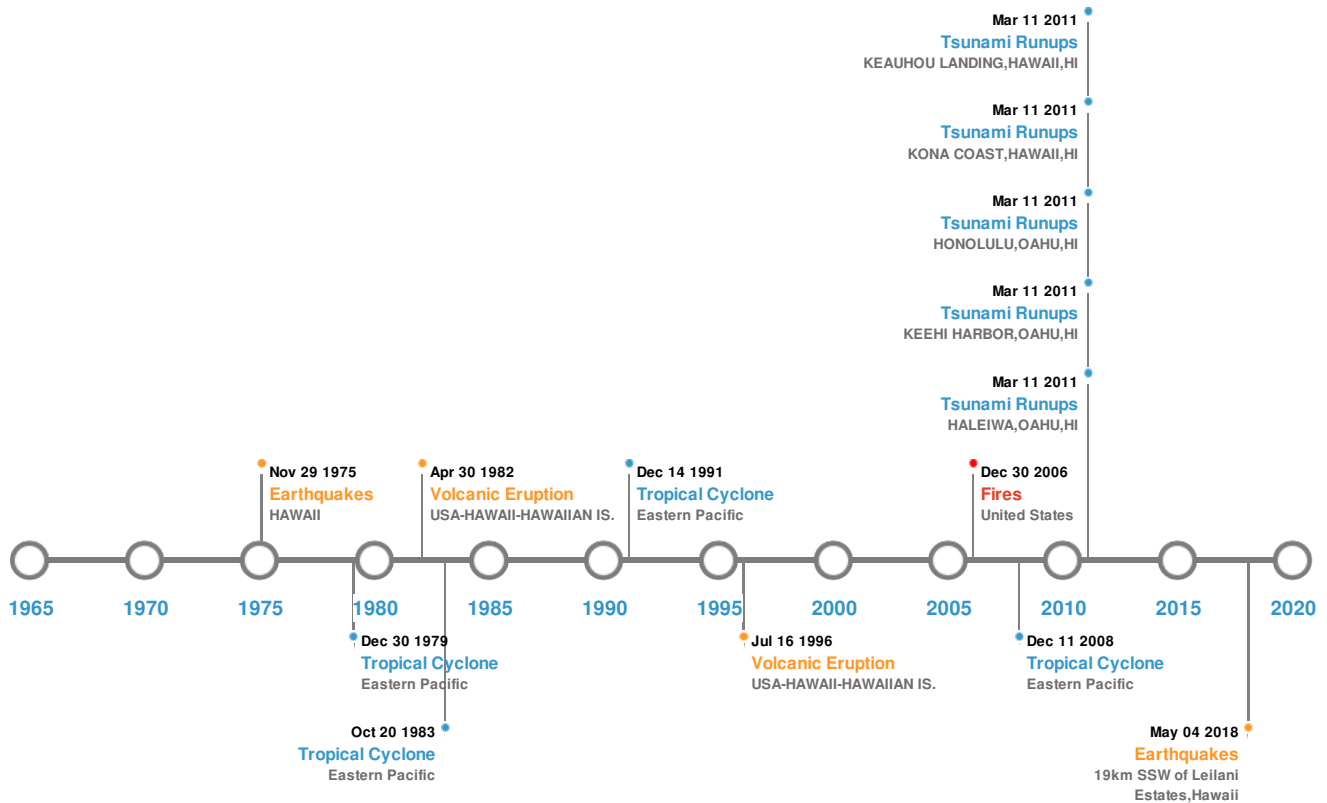 Mar 11 2011
Tsunami Runups
KEAUHOU LANDING,HAWAII,HI
Mar 11 2011
Tsunami Runups
KONA COAST,HAWAII,HI
Mar 11 2011
Tsunami Runups
HONOLULU,OAHU,HI
Mar 11 2011
Tsunami Runups
KEEHI HARBOR,OAHU,HI
Mar 11 2011
Tsunami Runups
HALEIWA,OAHU,HI
Nov 29 1975
Earthquakes
HAWAII
Apr 30 1982
Volcanic Eruption
USA-HAWAII-HAWAIIAN IS.
Dec 14 1991
Tropical Cyclone
Eastern Pacific
Dec 30 2006
Fires
United States
1965 1970 1975 1980 1985 1990 1995 2000 2005 2010 2015 2020
Dec 30 1979
Tropical Cyclone
Eastern Pacific
Jul 16 1996
Volcanic Eruption
USA-HAWAII-HAWAIIAN IS.
Dec 11 2008
Tropical Cyclone
Eastern Pacific
Oct 20 1983
Tropical Cyclone
Eastern Pacific
May 04 2018
Earthquakes
19km SSW of Leilani
Estates,Hawaii